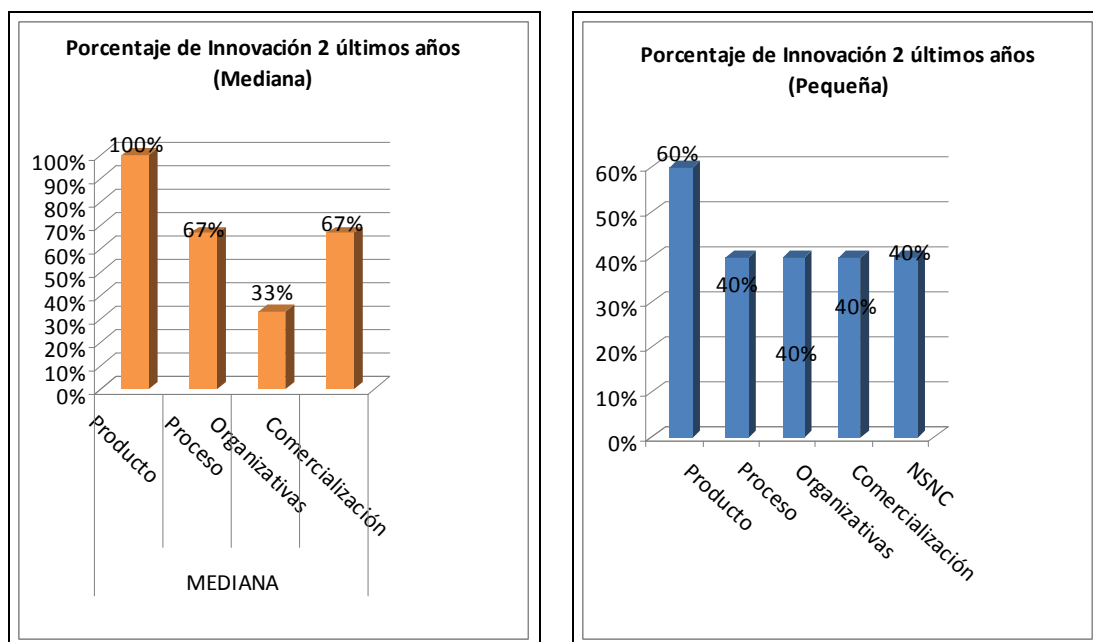 Porcentaje de Innovación 2 últimos años
(Mediana)
100%
90%
80%
70%
60%
50%
40%
30%
20%
10%
0%
100%
67%
33%
67%
Producto
Proceso
Organizativas
Comercialización
MEDIANA
Porcentaje de Innovación 2 últimos años
(Pequeña)
60%
50%
40%
30%
20%
10%
0%
60%
40%
40%
40%
40%
Producto
Proceso
Organizativas
Comercialización
NSNC